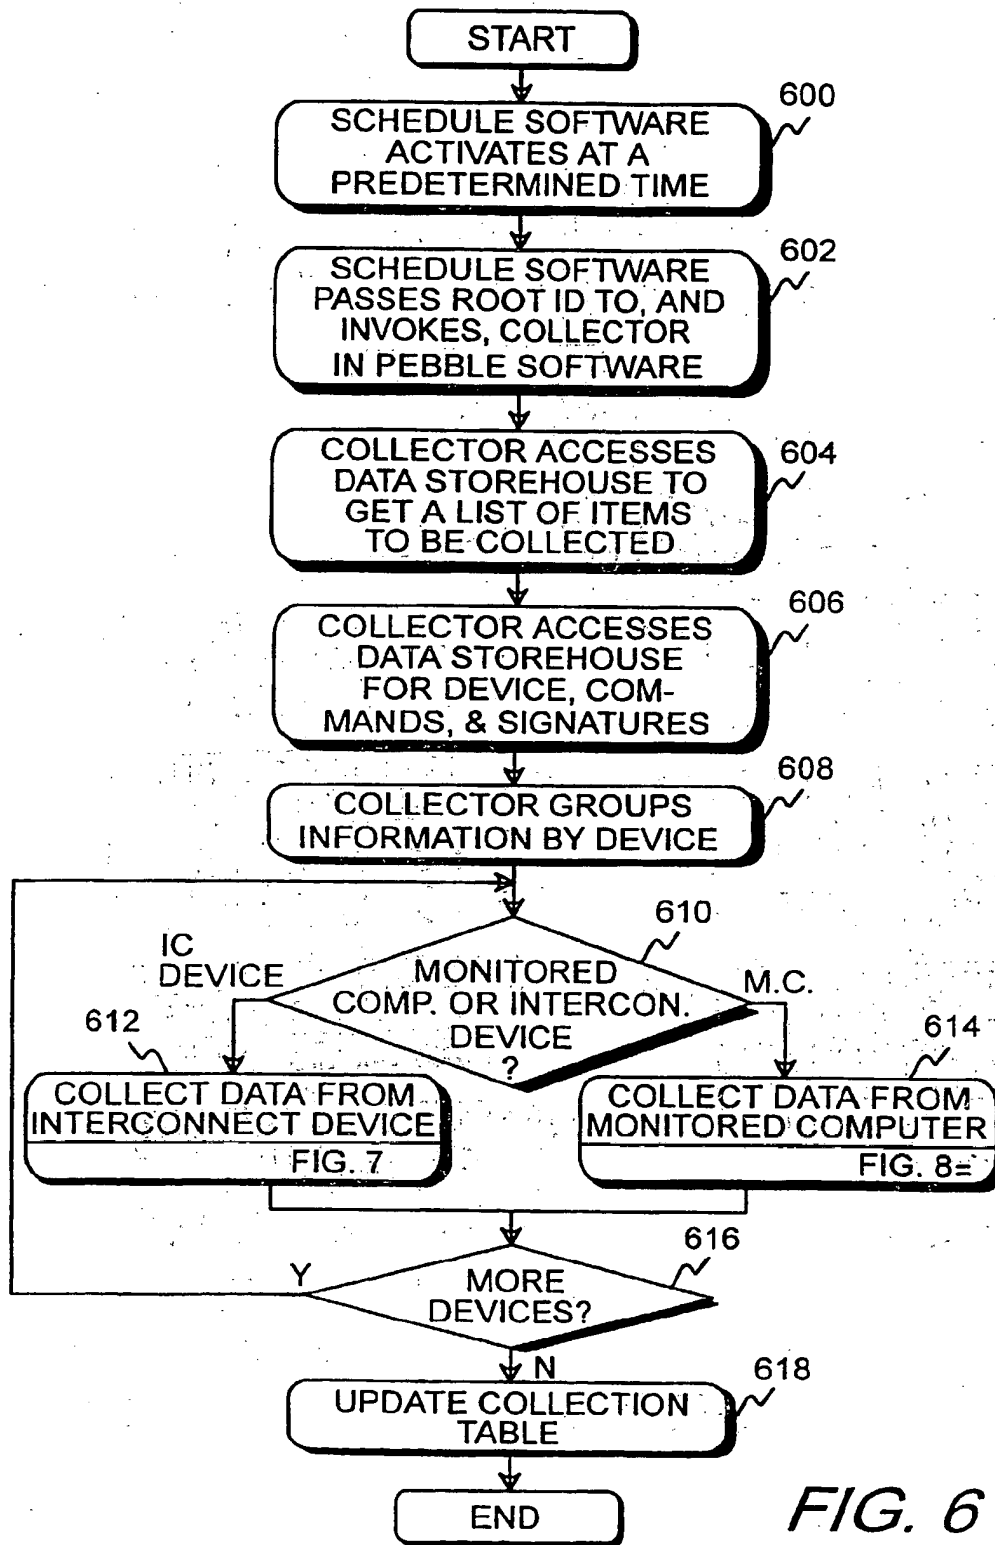 START
600
SCHEDULE SOFTWARE
ACTIVATES AT A
PREDETERMINED TIME
602
SCHEDULE SOFTWARE
PASSES ROOT ID TO, AND
INVOKES, COLLECTOR
IN PEBBLE SOFTWARE
604
COLLECTOR ACCESSES
DATA STOREHOUSE TO
GET A LIST OF ITEMS
TO BE COLLECTED
606
COLLECTOR ACCESSES
DATA STOREHOUSE
FOR DEVICE, COM-
MANDS, & SIGNATURES
608
COLLECTOR GROUPS
INFORMATION BY DEVICE
610
IC
DEVICE
MONITORED
COMP. OR INTERCON.
DEVICE
?
M.C.
612
COLLECT DATA FROM
INTERCONNECT DEVICE
FIG. 7
614
COLLECT DATA FROM
MONITORED COMPUTER
FIG. 8=
616
Y
MORE
DEVICES?
N
618
UPDATE COLLECTION
TABLE
END
FIG. 6